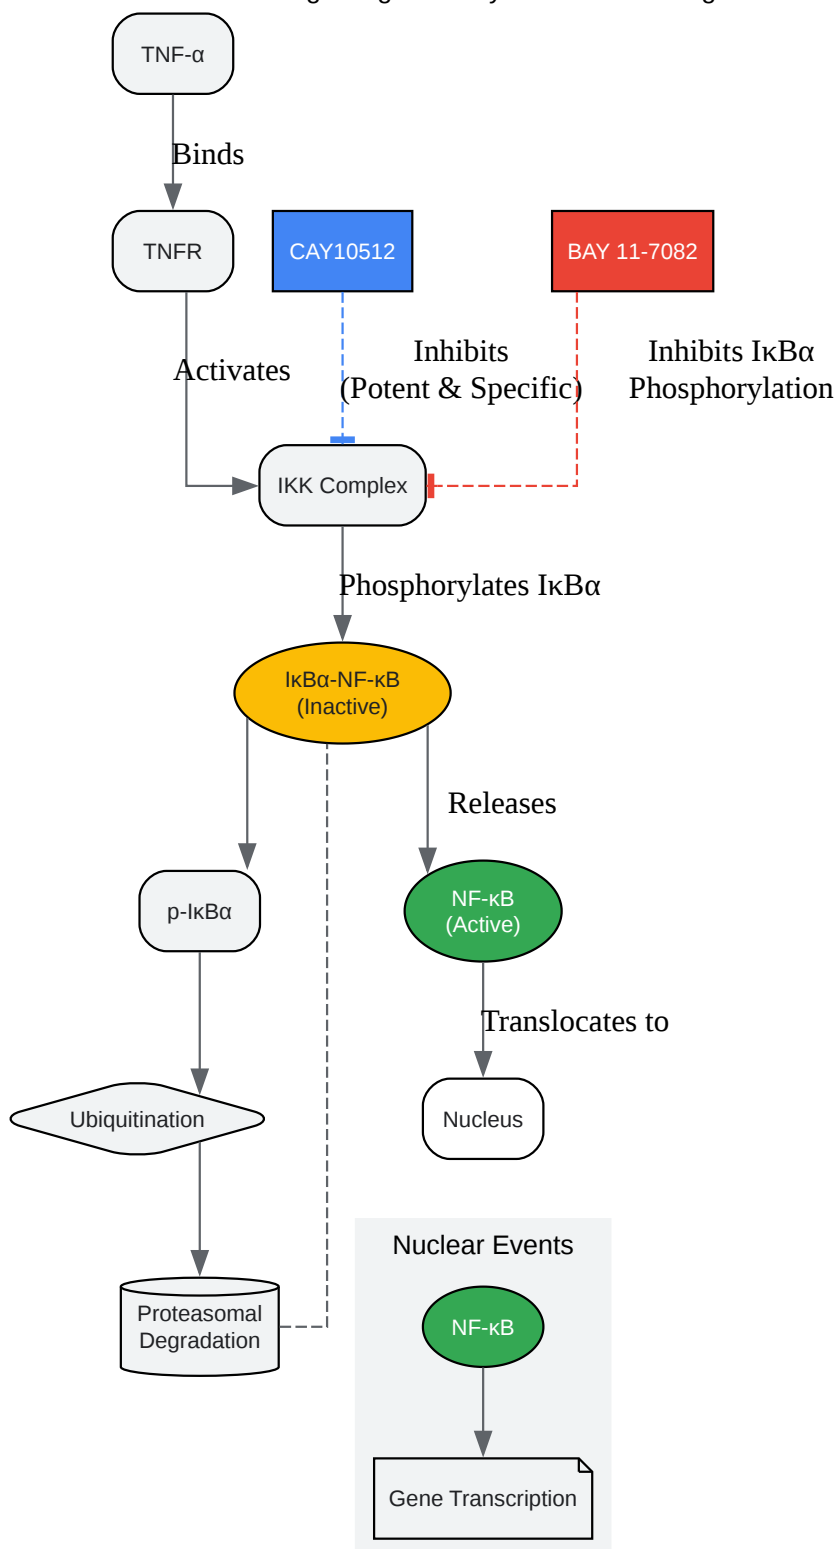 TNF-α
Binds
TNFR
CAY10512
BAY 11-7082
Activates
Inhibits
(Potent & Specific)
Inhibits IκBα
Phosphorylation
IKK Complex
Phosphorylates IκBα
IκBα-NF-κB
(Inactive)
Releases
p-IκBα
NF-κB
(Active)
Translocates to
Ubiquitination
Nucleus
Nuclear Events
Proteasomal
Degradation
NF-κB
Gene Transcription